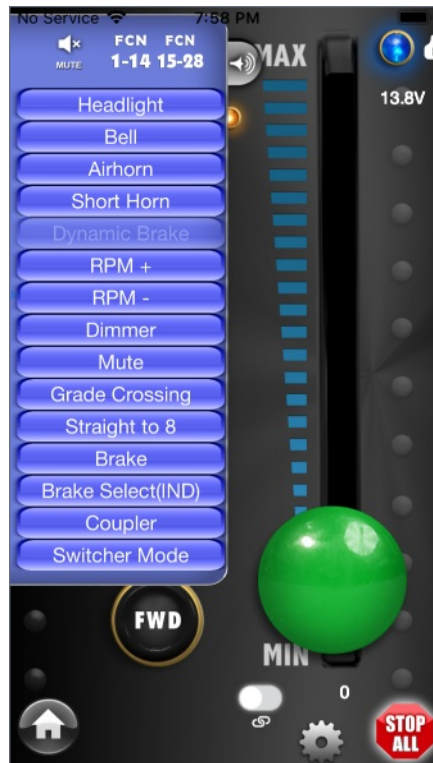 No Service 7:58 PM
FCN FCN
MUTE 1-14 15-28
MAX
13.8V
Headlight
Bell
Airhorn
Short Horn
Dynamic Brake
RPM +
RPM -
Dimmer
Mute
Grade Crossing
Straight to 8
Brake
Brake Select(IND)
Coupler
Switcher Mode
FWD
MIN
0
STOP
ALL